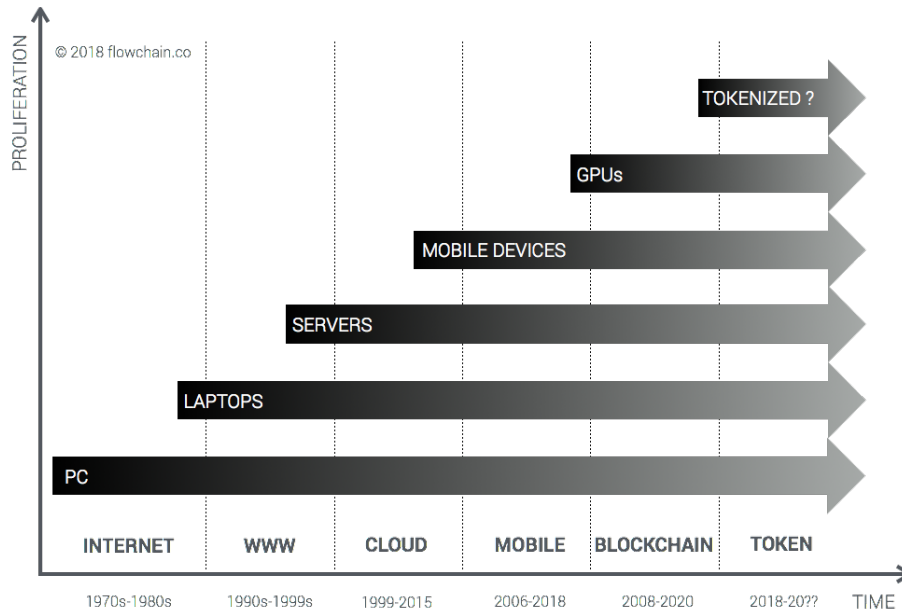 © 2018 flowchain.co
PROLIFERATION
TOKENIZED ?
GPUs
MOBILE DEVICES
SERVERS
LAPTOPS
PC
INTERNET WWW CLOUD MOBILE BLOCKCHAIN TOKEN
1970s-1980s 1990s-1999s 1999-2015 2006-2018 2008-2020 2018-20?? TIME